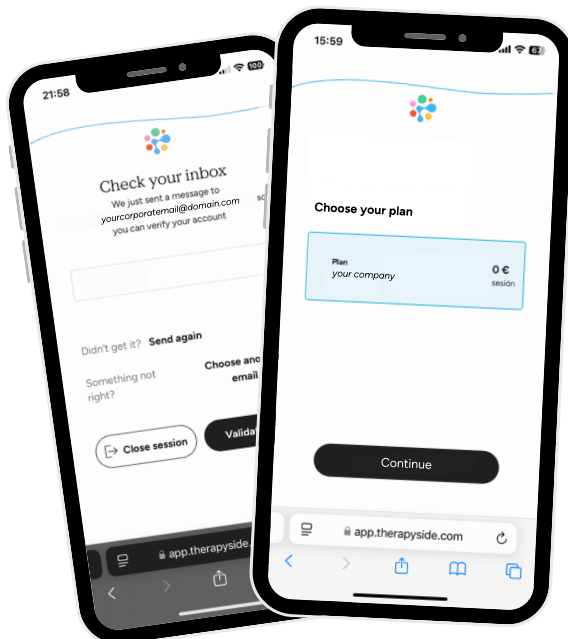 21:58
100
Check your inbox
We just sent a message to
yourcorporatemail@domain.com so
you can verify your account
Didn't get it? Send again
Something not
right?
Choose
email
Close session
app.therapyside.
15:59
Choose your plan
Plan
your company
0 €
sesión
Continue
app.therapyside.com